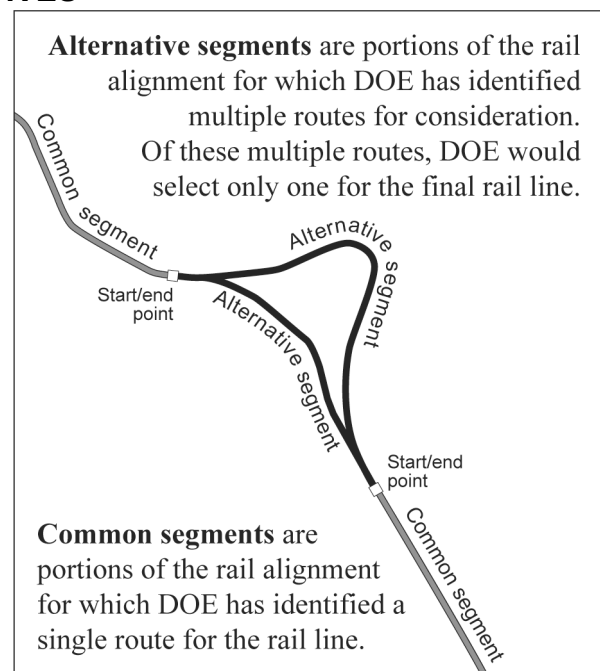 Alternative segments are portions of the rail
alignment for which DOE has identified
multiple routes for consideration.
Of these multiple routes, DOE would
select only one for the final rail line.
Common segment
Start/end
point
Alternative segment
Alternative segment
Start/end
point
Common segment
Common segments are
portions of the rail alignment
for which DOE has identified a
single route for the rail line.